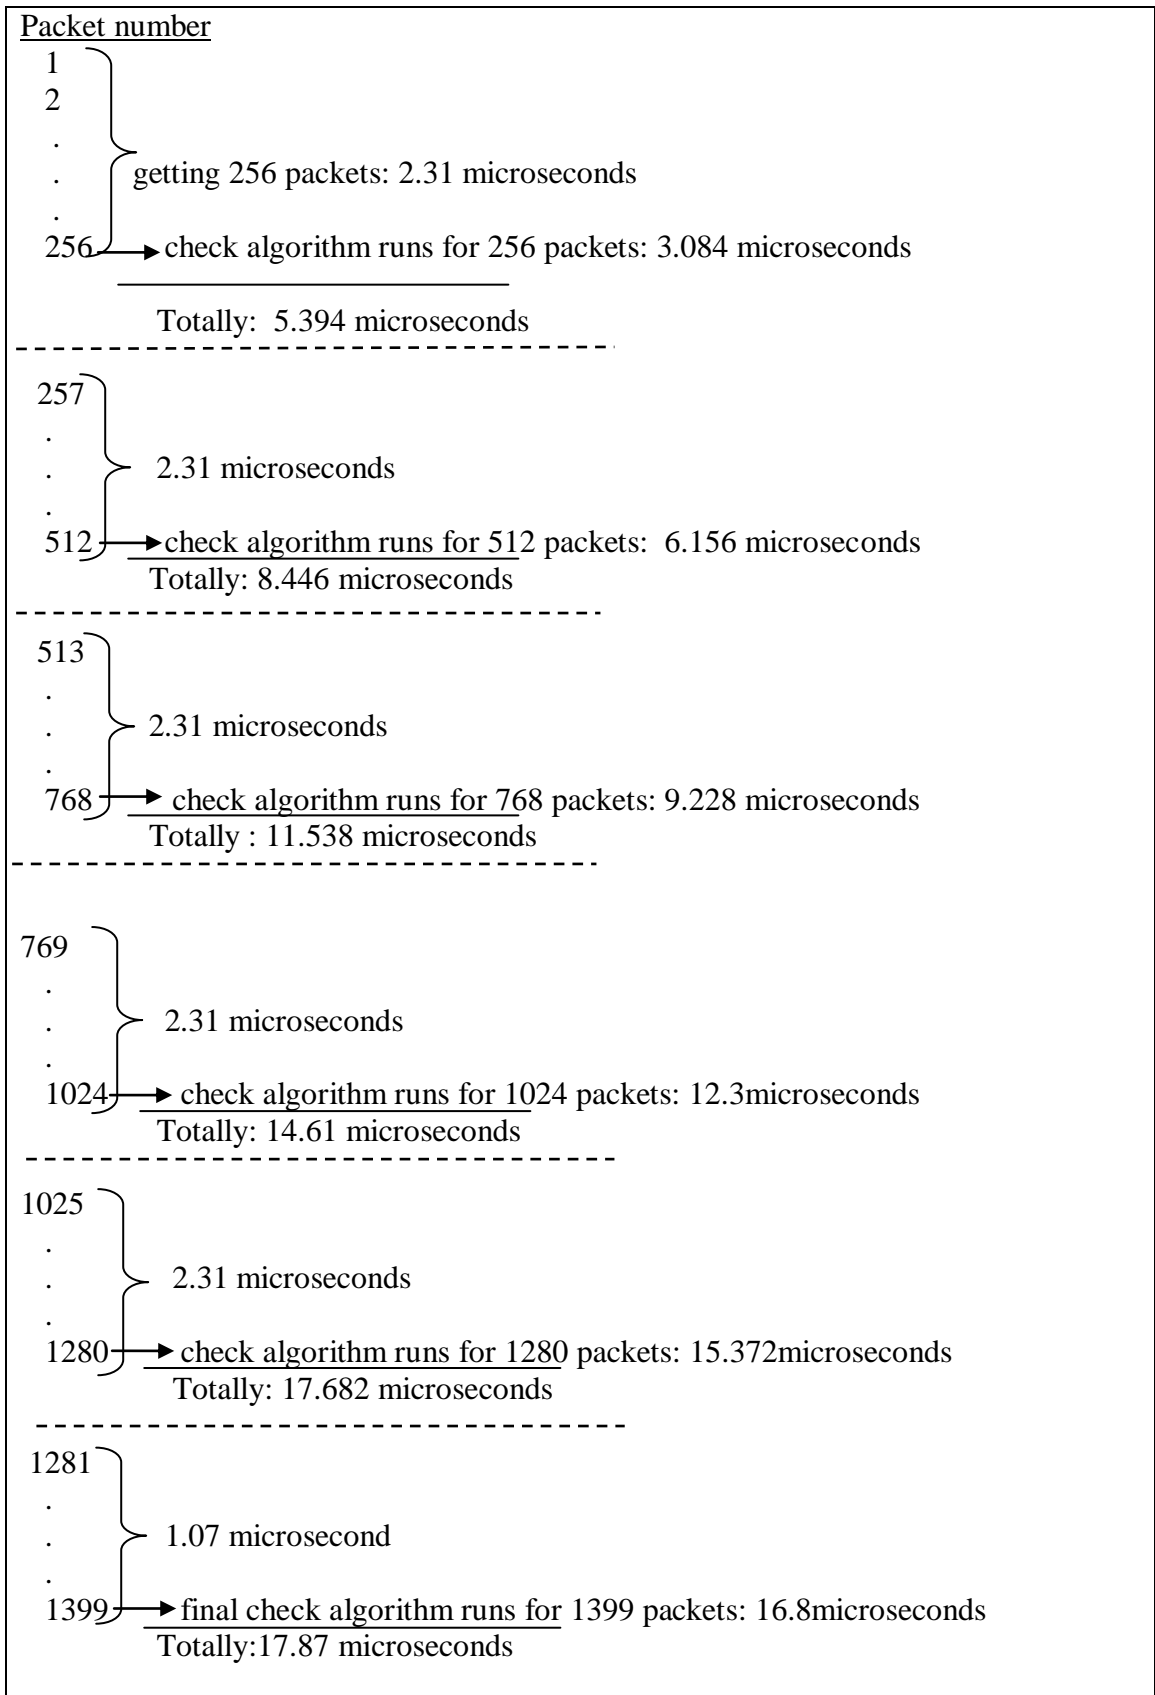 Packet number
1
2
.
.
.
getting 256 packets: 2.31 microseconds
256 check algorithm runs for 256 packets: 3.084 microseconds
Totally: 5.394 microseconds
257
.
.
.
2.31 microseconds
512 check algorithm runs for 512 packets: 6.156 microseconds
Totally: 8.446 microseconds
513
.
.
.
2.31 microseconds
768 check algorithm runs for 768 packets: 9.228 microseconds
Totally : 11.538 microseconds
769
.
.
.
2.31 microseconds
1024 check algorithm runs for 1024 packets: 12.3microseconds
Totally: 14.61 microseconds
1025
.
.
.
2.31 microseconds
1280 check algorithm runs for 1280 packets: 15.372microseconds
Totally: 17.682 microseconds
1281
.
.
.
1.07 microsecond
1399 final check algorithm runs for 1399 packets: 16.8microseconds
Totally:17.87 microseconds